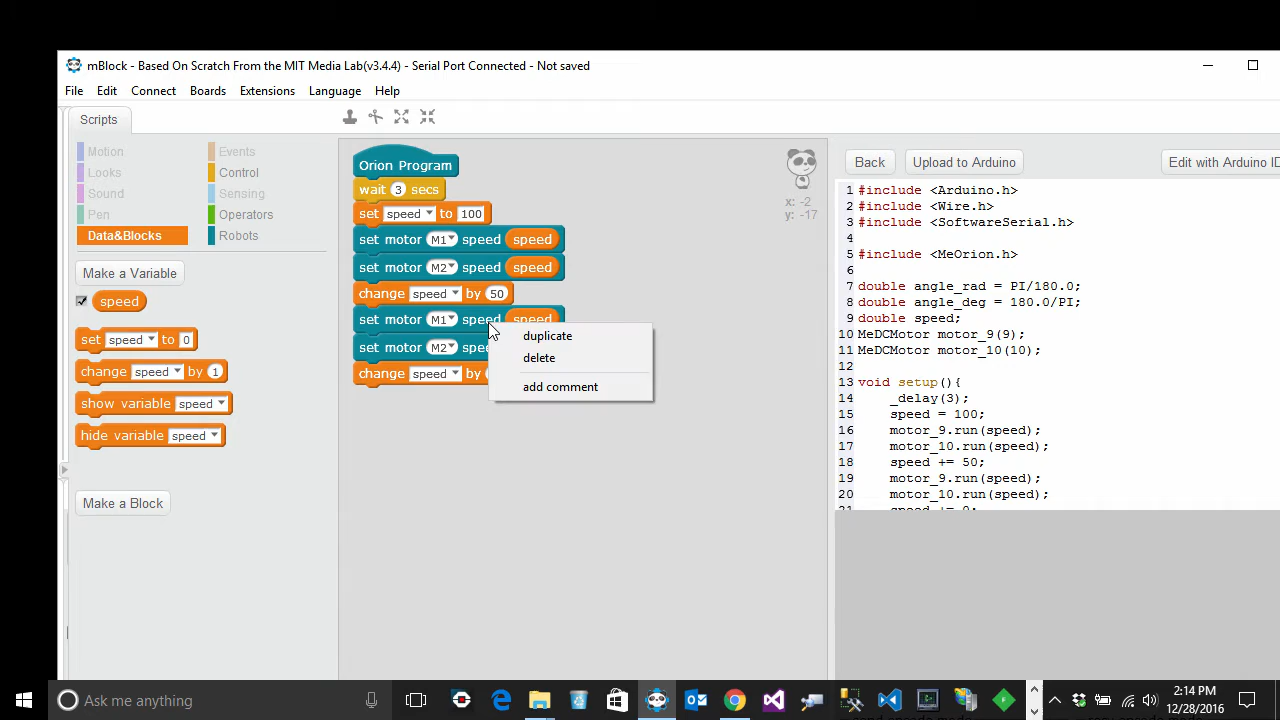 mBlock - Based On Scratch From the MIT Media Lab(v3.4.4) - Serial Port Connected - Not saved
File Edit Connect Boards Extensions Language Help
Scripts
Motion
Looks
Sound
Pen
Data&Blocks
Events
Control
Sensing
Operators
Robots
Make a Variable
speed
set speed to 0
change speed by 1
show variable speed
hide variable speed
Make a Block
Orion Program
wait 3 secs
set speed to 100
set motor M1 speed speed
set motor M2 speed speed
change speed by 50
set motor M1 speed speed
set motor M2 spee
change speed by
duplicate
delete
add comment
x: -2
y: -17
Back Upload to Arduino Edit with Arduino ID
1 #include <Arduino.h>
2 #include <Wire.h>
3 #include <SoftwareSerial.h>
4
5 #include <MeOrion.h>
6
7 double angle_rad = PI/180.0;
8 double angle_deg = 180.0/PI;
9 double speed;
10 MeDCMotor motor_9(9);
11 MeDCMotor motor_10(10);
12
13 void setup(){
14 _delay(3);
15 speed = 100;
16 motor_9.run(speed);
17 motor_10.run(speed);
18 speed += 50;
19 motor_9.run(speed);
20 motor_10.run(speed);
21 speed += 0;
Ask me anything
2:14 PM
12/28/2016